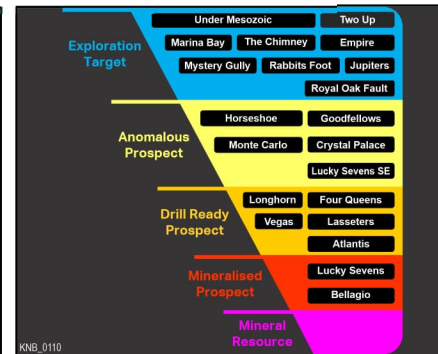 Under Mesozoic Two Up
Exploration Target
Marina Bay The Chimney Empire
Mystery Gully Rabbits Foot Jupiters
Royal Oak Fault
Horseshoe Goodfellows
Anomalous Prospect
Monte Carlo Crystal Palace
Lucky Sevens SE
Longhorn Four Queens
Drill Ready Prospect
Vegas Lasseters
Atlantis
Mineralised Prospect
Lucky Sevens
Bellagio
Mineral Resource
KNB_0110